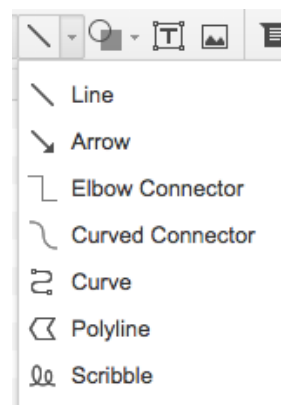 Line
Arrow
Elbow Connector
Curved Connector
Curve
Polyline
Scribble